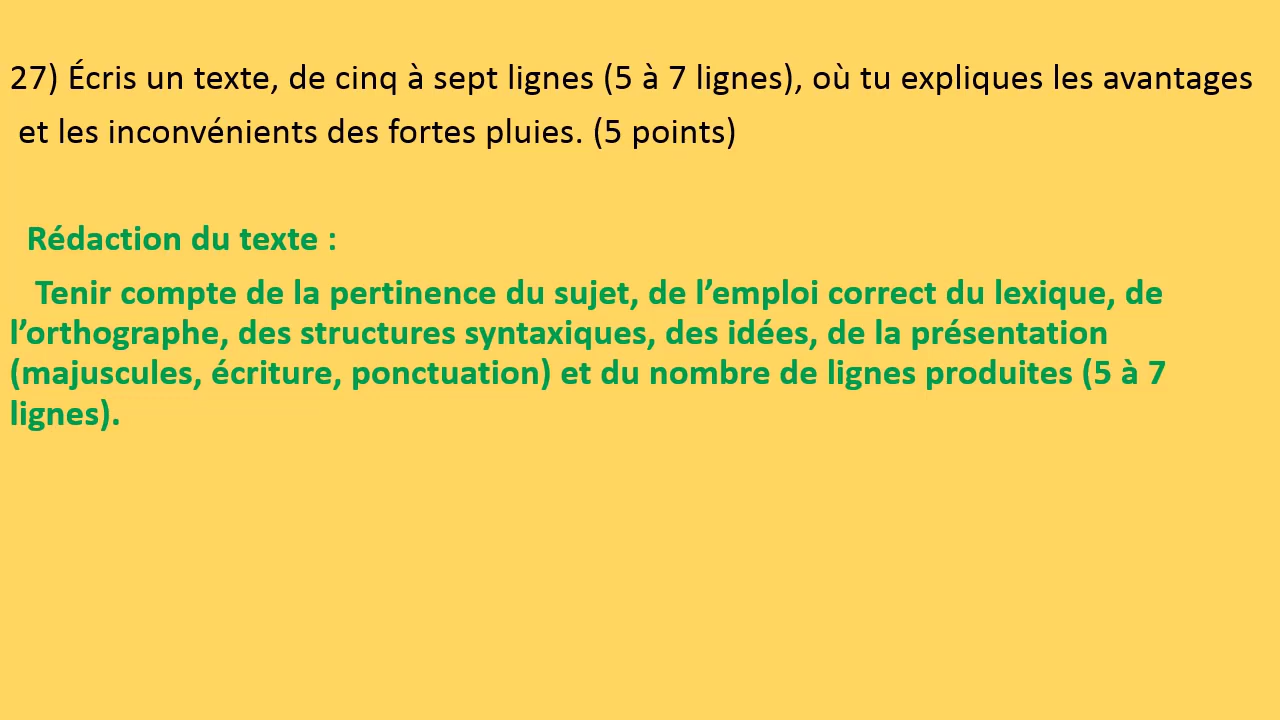 27) Écris un texte, de cinq à sept lignes (5 à 7 lignes), où tu expliques les avantages
et les inconvénients des fortes pluies. (5 points)
Rédaction du texte :
Tenir compte de la pertinence du sujet, de l’emploi correct du lexique, de
l’orthographe, des structures syntaxiques, des idées, de la présentation
(majuscules, écriture, ponctuation) et du nombre de lignes produites (5 à 7
lignes).